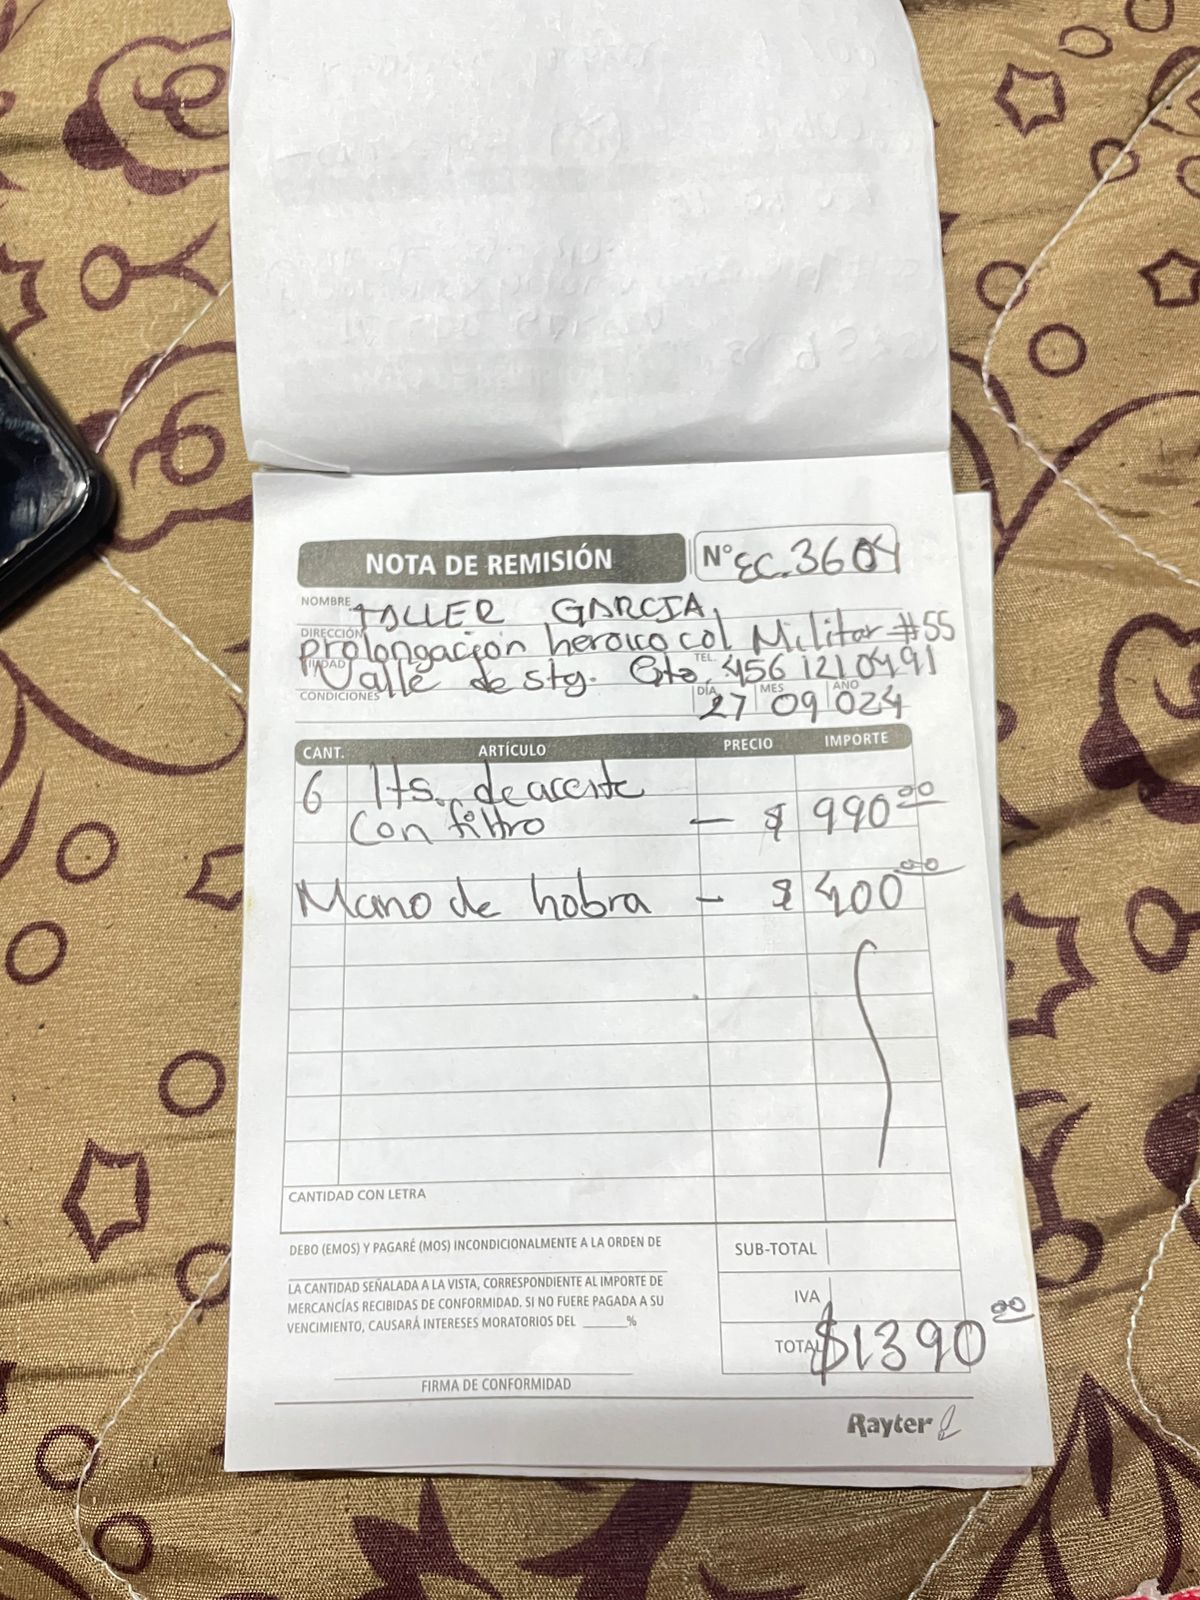 NOTA DE REMISIÓN
N° EC.3604
NOMBRE TALLER GARCIA
DIRECCIÓN prolongación heroico col Militar #55
CIUDAD Valle de stg. Gto. TEL. 456 1210491
CONDICIONES
DÍA MES AÑO
27 09 024
CANT. ARTÍCULO PRECIO IMPORTE
6 lts. de aceite
con filtro — $ 990.00
Mano de hobra — $ 400.00
CANTIDAD CON LETRA
DEBO (EMOS) Y PAGARÉ (MOS) INCONDICIONALMENTE A LA ORDEN DE
LA CANTIDAD SEÑALADA A LA VISTA, CORRESPONDIENTE AL IMPORTE DE
MERCANCÍAS RECIBIDAS DE CONFORMIDAD. SI NO FUERE PAGADA A SU
VENCIMIENTO, CAUSARÁ INTERESES MORATORIOS DEL ______%
SUB-TOTAL
IVA
TOTAL $1390.00
FIRMA DE CONFORMIDAD
Rayter